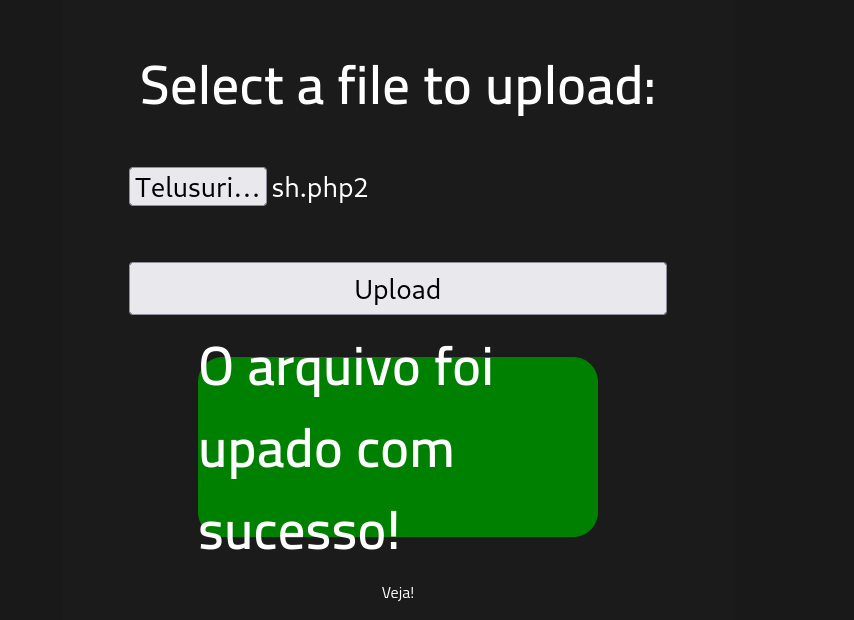 Select a file to upload:
Telusuri... sh.php2
Upload
O arquivo foi
upado com
sucesso!
Veja!